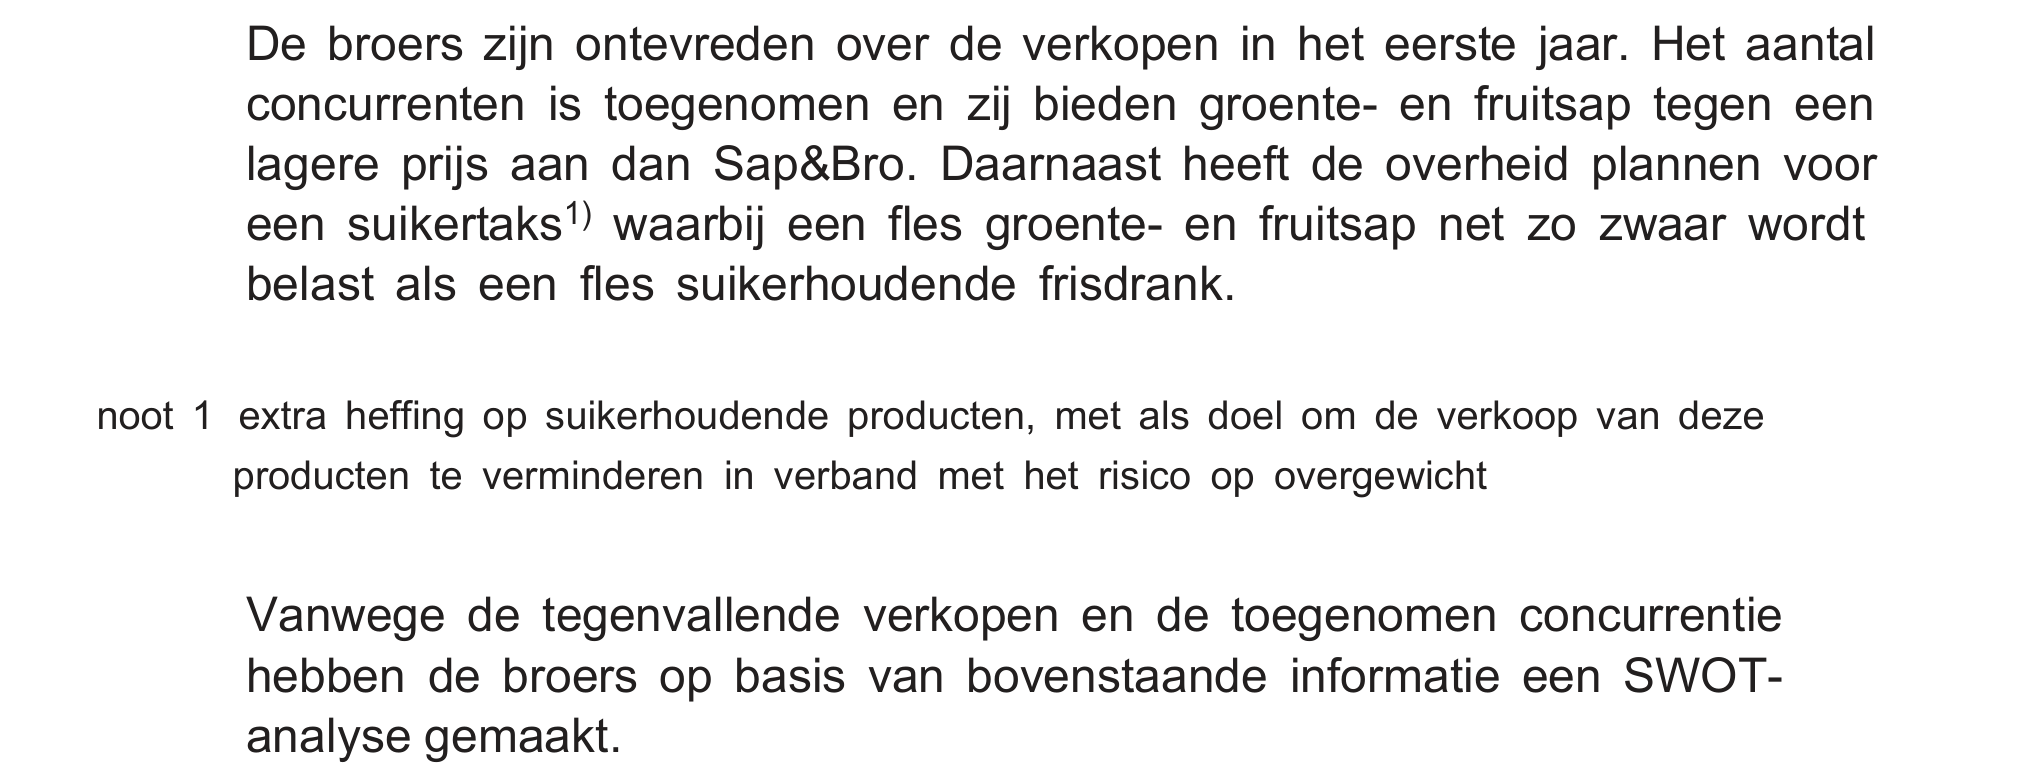 De broers zijn ontevreden over de verkopen in het eerste jaar. Het aantal
concurrenten is toegenomen en zij bieden groente- en fruitsap tegen een
lagere prijs aan dan Sap&Bro. Daarnaast heeft de overheid plannen voor
een suikertaks1) waarbij een fles groente- en fruitsap net zo zwaar wordt
belast als een fles suikerhoudende frisdrank.
noot 1 extra heffing op suikerhoudende producten, met als doel om de verkoop van deze
producten te verminderen in verband met het risico op overgewicht
Vanwege de tegenvallende verkopen en de toegenomen concurrentie
hebben de broers op basis van bovenstaande informatie een SWOT-
analyse gemaakt.